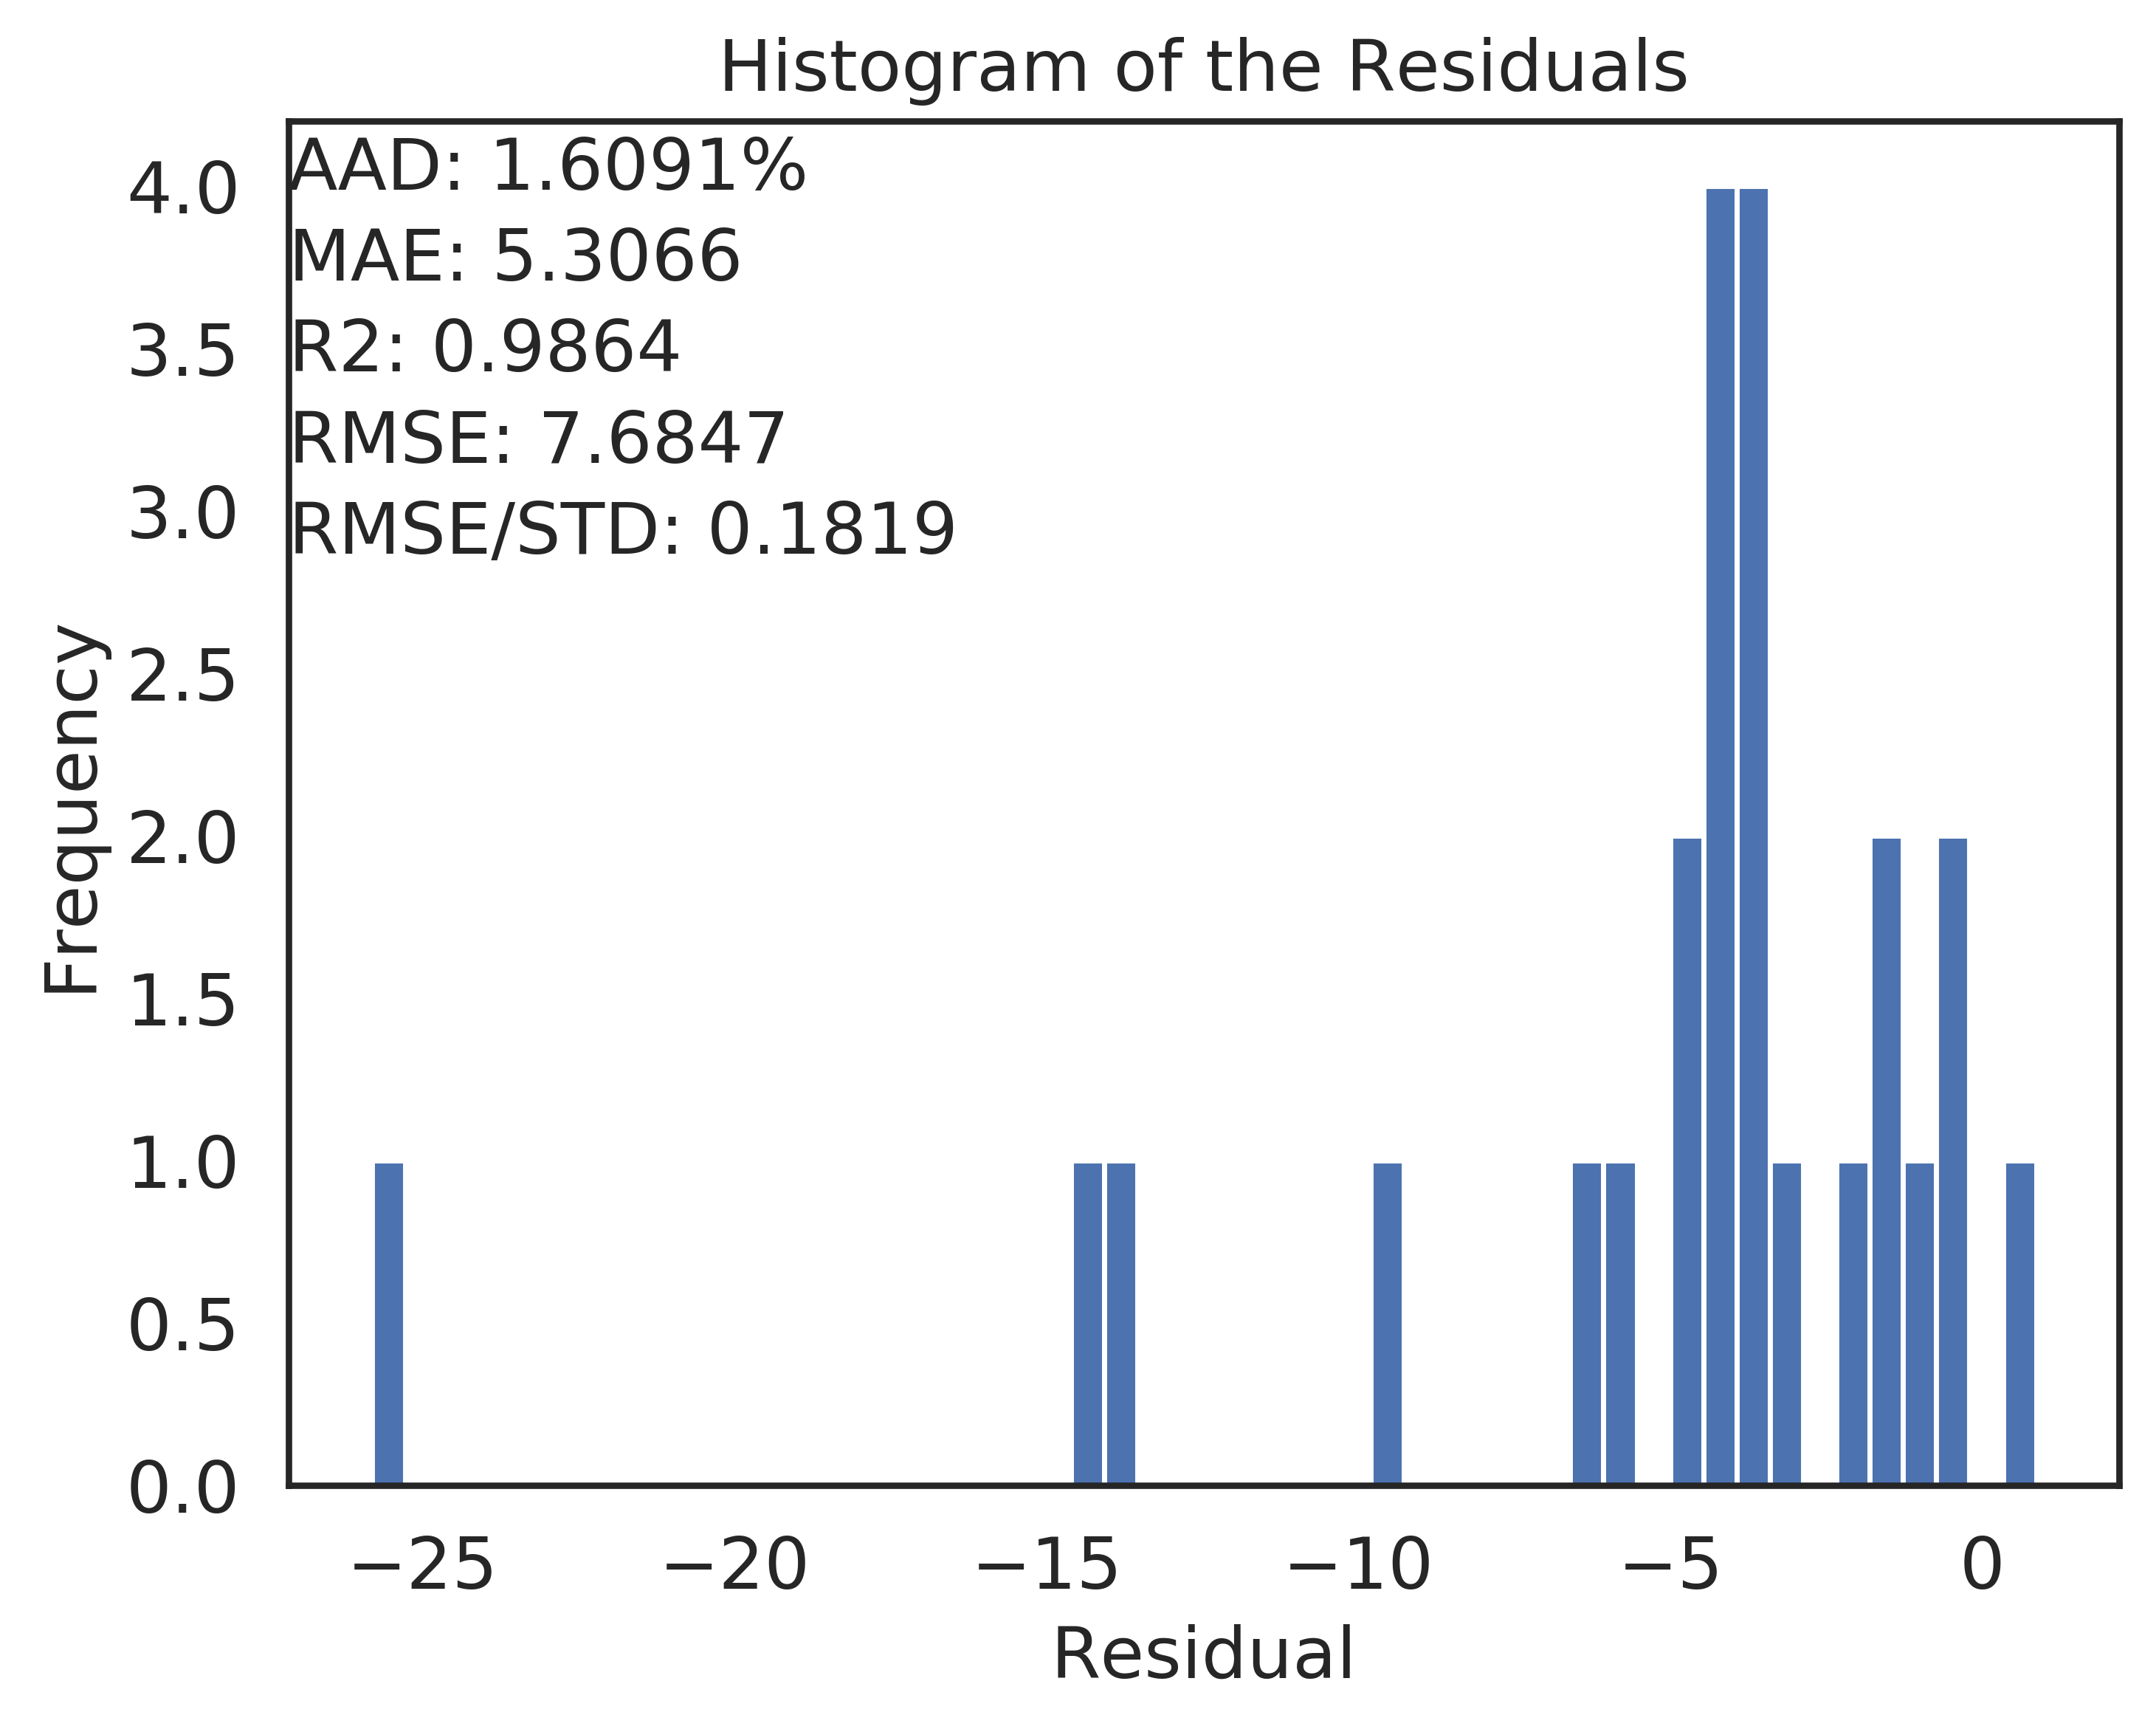 Histogram of the Residuals
AAD: 1.6091%
MAE: 5.3066
R2: 0.9864
RMSE: 7.6847
RMSE/STD: 0.1819
4.0
3.5
3.0
2.5
2.0
1.5
1.0
0.5
0.0
Frequency
−25 −20 −15 −10 −5 0
Residual